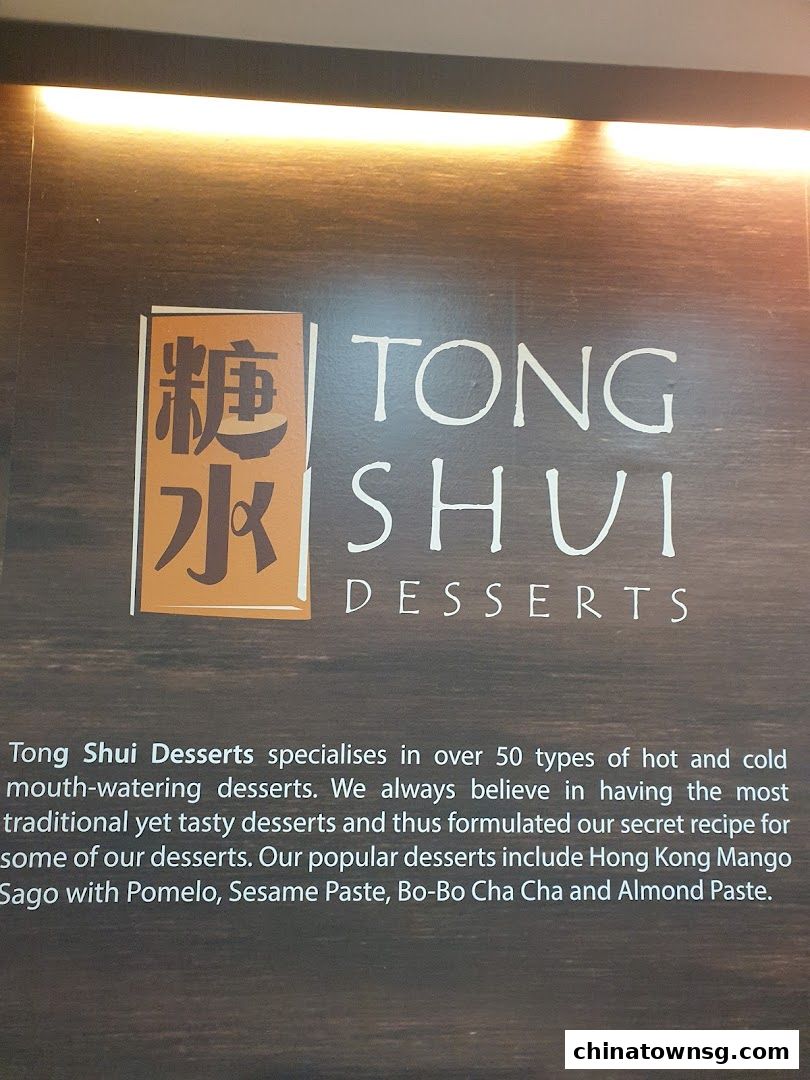 糖水
TONG
SHUI
DESSERTS
Tong Shui Desserts specialises in over 50 types of hot and cold
mouth-watering desserts. We always believe in having the most
traditional yet tasty desserts and thus formulated our secret recipe for
some of our desserts. Our popular desserts include Hong Kong Mango
Sago with Pomelo, Sesame Paste, Bo-Bo Cha Cha and Almond Paste.
chinatownsg.com